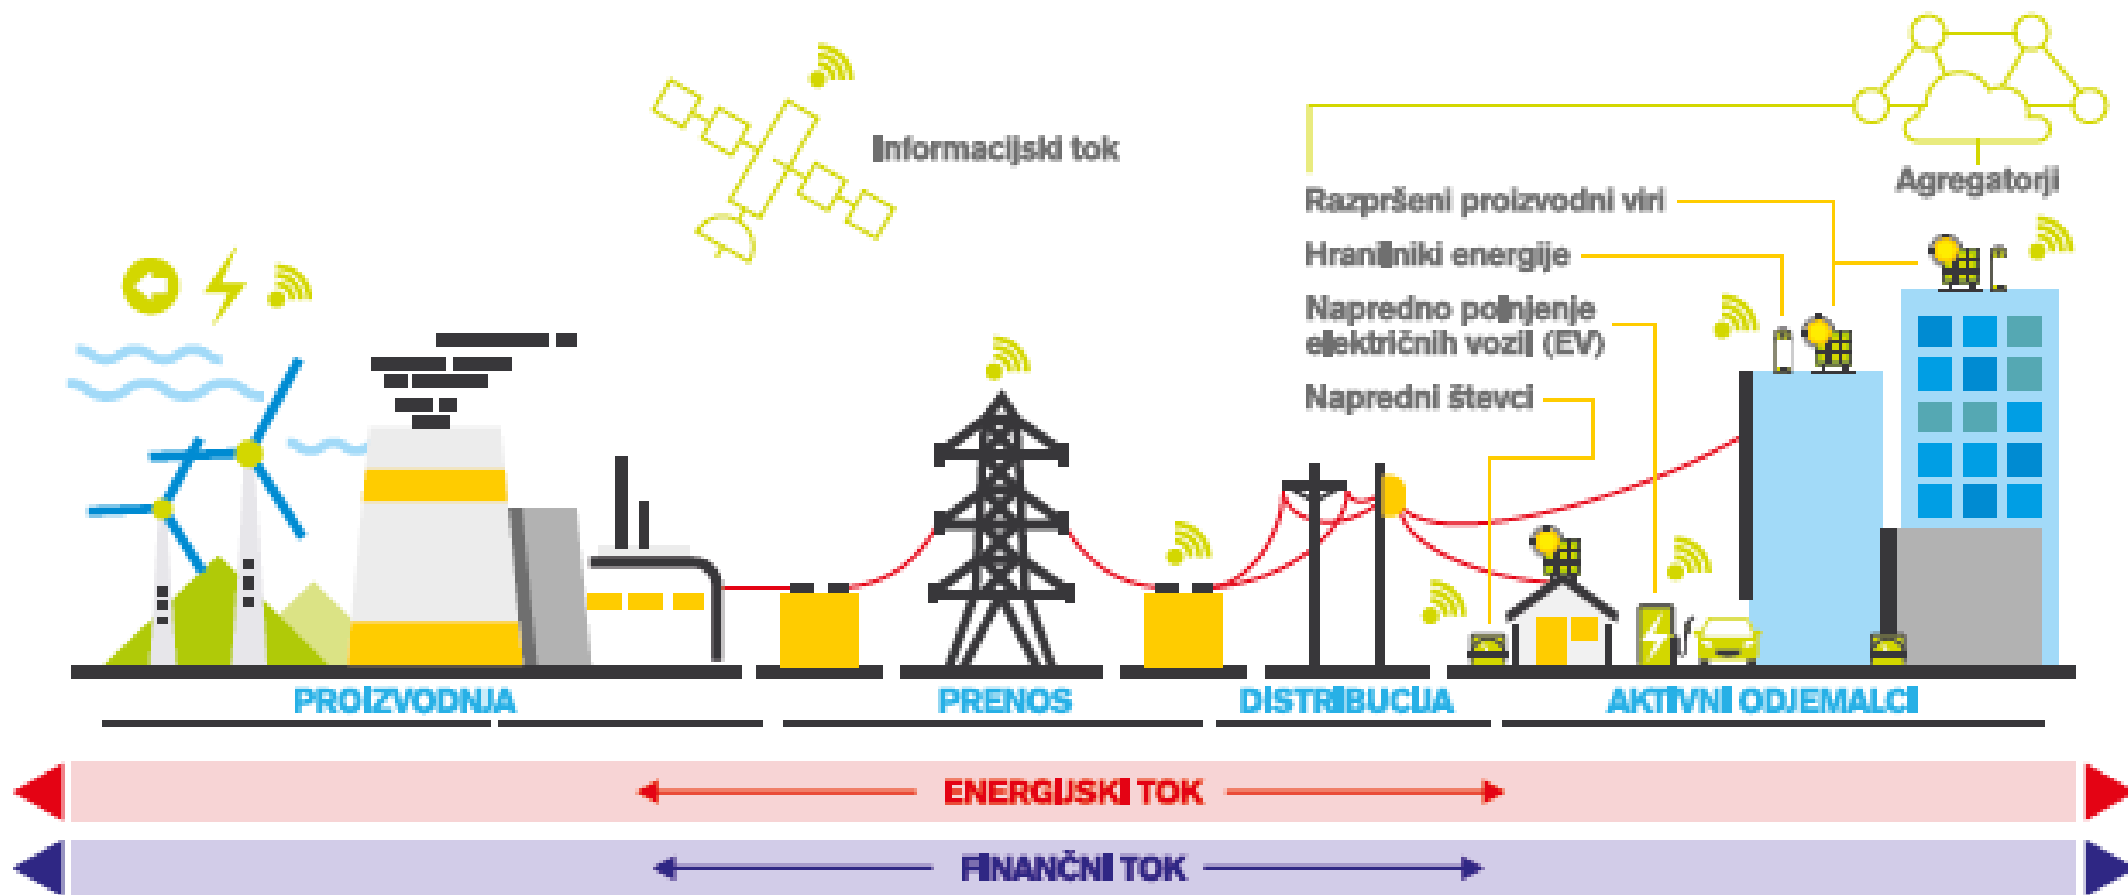 Informacijski tok
Agregatorji
Razpršeni proizvodni viri
Hranilniki energije
Napredno polnjenje
električnih vozil (EV)
Napredni števci
PROIZVODNJA
PRENOS
DISTRIBUCIJA
AKTIVNI ODJEMALCI
ENERGIJSKI TOK
FINANČNI TOK